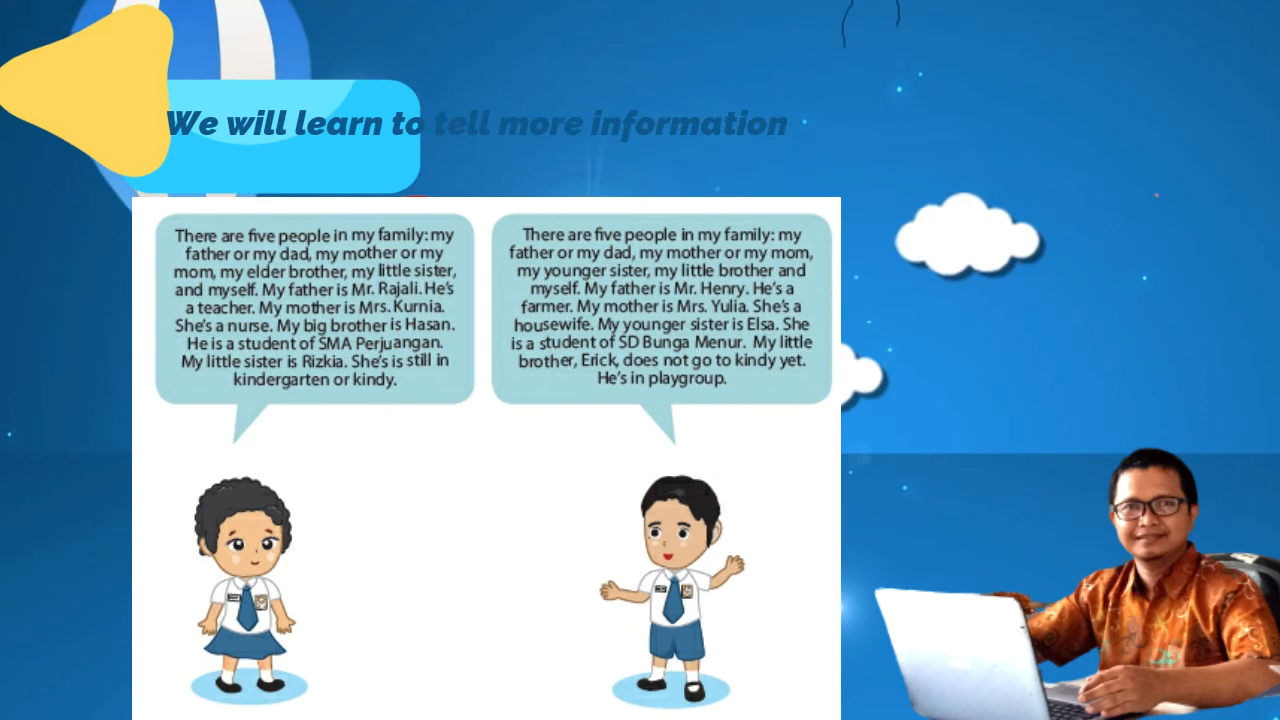 We will learn to tell more information
There are five people in my family: my
father or my dad, my mother or my
mom, my elder brother, my little sister,
and myself. My father is Mr. Rajali. He's
a teacher. My mother is Mrs. Kurnia.
She's a nurse. My big brother is Hasan.
He is a student of SMA Perjuangan.
My little sister is Rizkia. She's is still in
kindergarten or kindy.
There are five people in my family: my
father or my dad, my mother or my mom,
my younger sister, my little brother and
myself. My father is Mr. Henry. He's a
farmer. My mother is Mrs. Yulia. She's a
housewife. My younger sister is Elsa. She
is a student of SD Bunga Menur. My little
brother, Erick, does not go to kindy yet.
He's in playgroup.